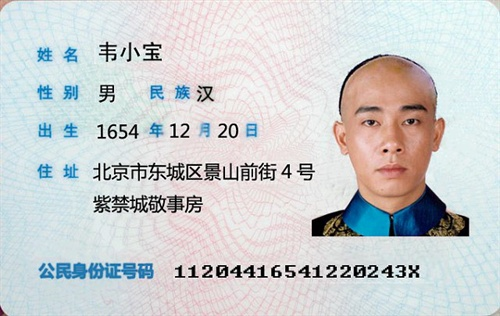 姓 名 韦小宝
性 别 男 民 族 汉
出 生 1654 年 12 月 20 日
住 址 北京市东城区景山前街 4 号
紫禁城敬事房
公民身份证号码 11204416541220243X